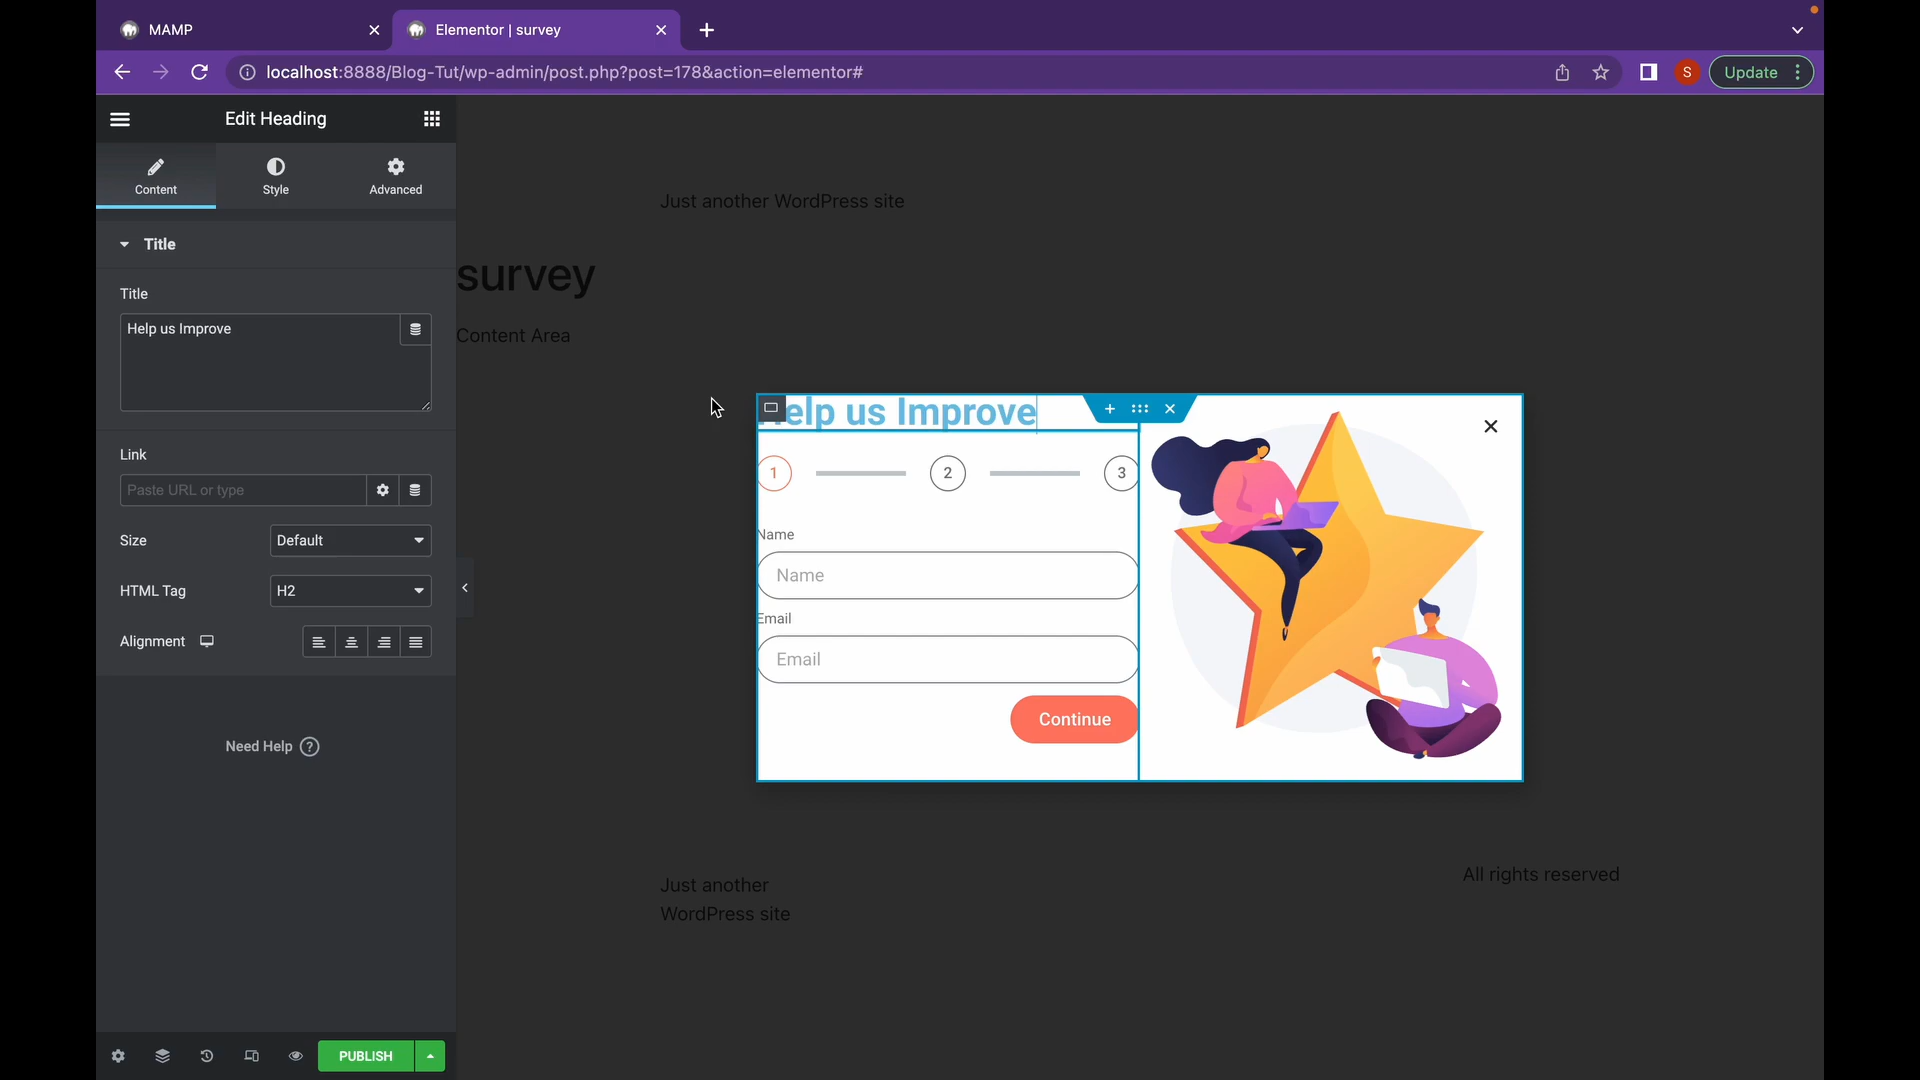 MAMP
Elementor | survey
localhost:8888/Blog-Tut/wp-admin/post.php?post=178&action=elementor#
S
Update
Edit Heading
Content
Style
Advanced
Title
Title
Help us Improve
Link
Paste URL or type
Size
Default
HTML Tag
H2
Alignment
Need Help ?
PUBLISH
Just another WordPress site
survey
Content Area
Help us Improve
1
2
3
Name
Name
Email
Email
Continue
Just another
WordPress site
All rights reserved